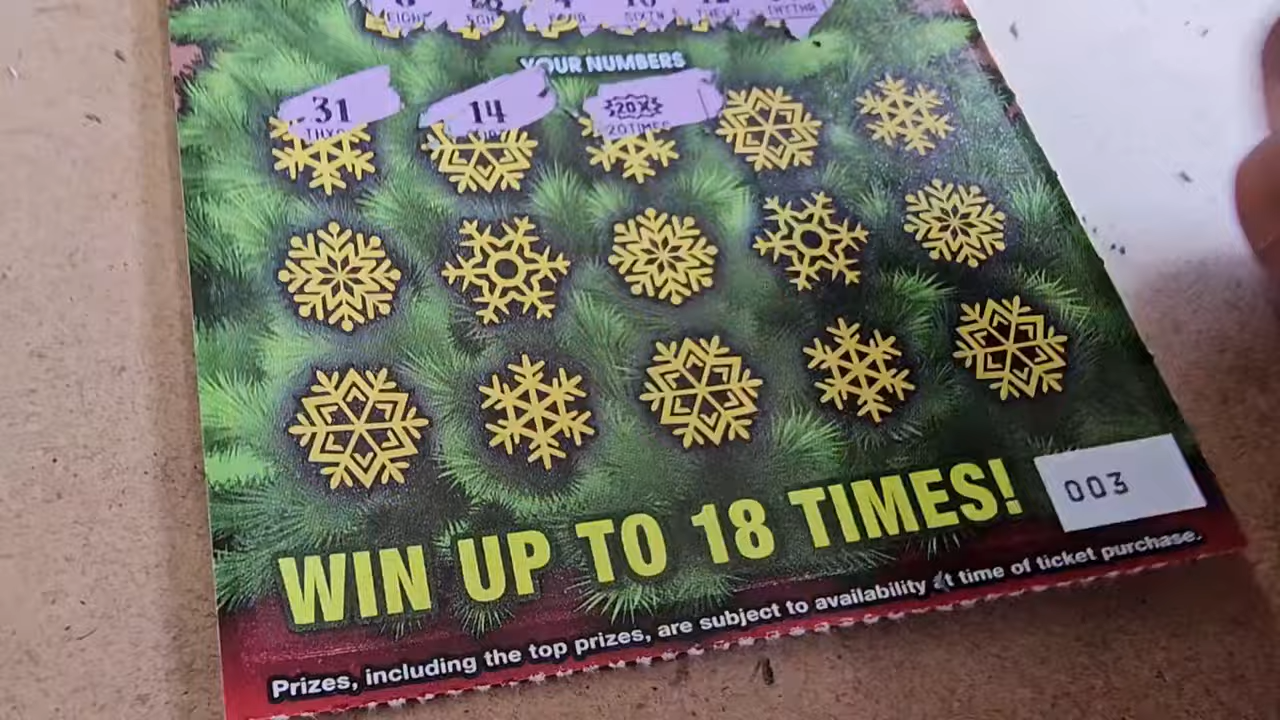 YOUR NUMBERS
31 14 20X
20TIMES
WIN UP TO 18 TIMES!
003
Prizes, including the top prizes, are subject to availability at time of ticket purchase.